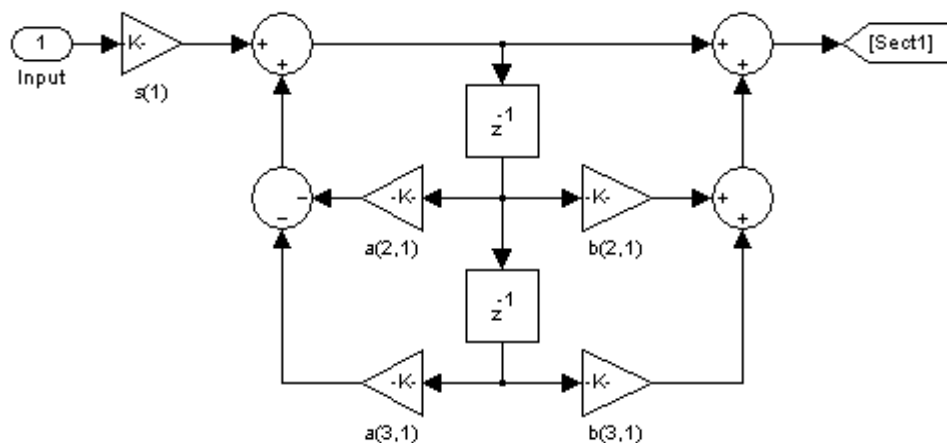 1
K-
+
+
+
+
[Sect1]
Input
s(1)
z-1
-
-K-
-K-
+
-
+
a(2,1)
b(2,1)
z-1
-K-
-K-
a(3,1)
b(3,1)